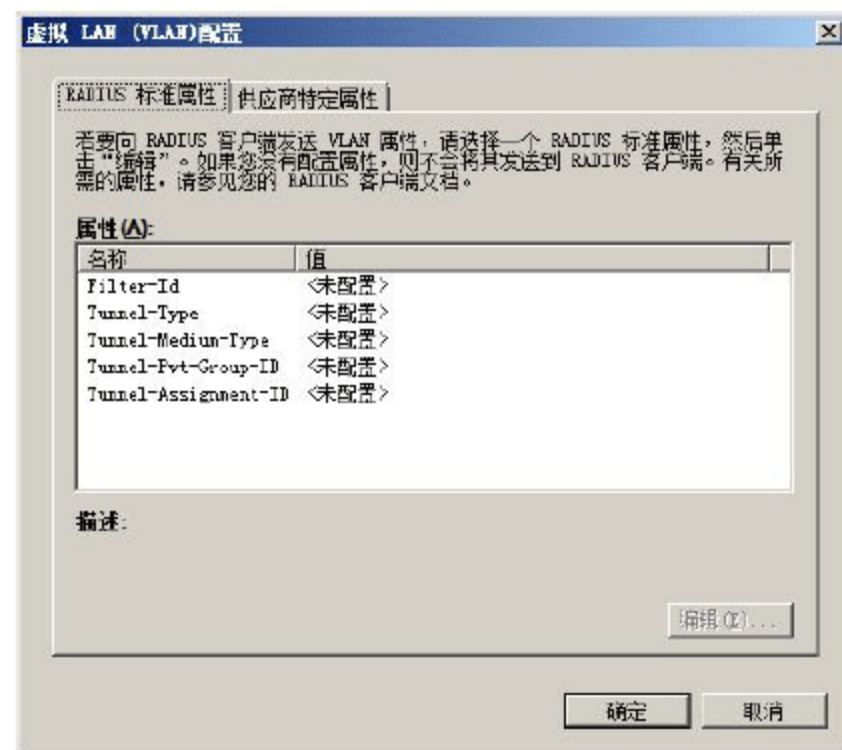 虚拟 LAN (VLAN)配置
RADIUS 标准属性 供应商特定属性
若要向 RADIUS 客户端发送 VLAN 属性，请选择一个 RADIUS 标准属性，然后单
击“编辑”。如果您没有配置属性，则不会将其发送到 RADIUS 客户端。有关所
需的属性，请参见您的 RADIUS 客户端文档。
属性(A):
名称 值
Filter-Id <未配置>
Tunnel-Type <未配置>
Tunnel-Medium-Type <未配置>
Tunnel-Pvt-Group-ID <未配置>
Tunnel-Assignment-ID <未配置>
描述:
编辑(E)...
确定 取消